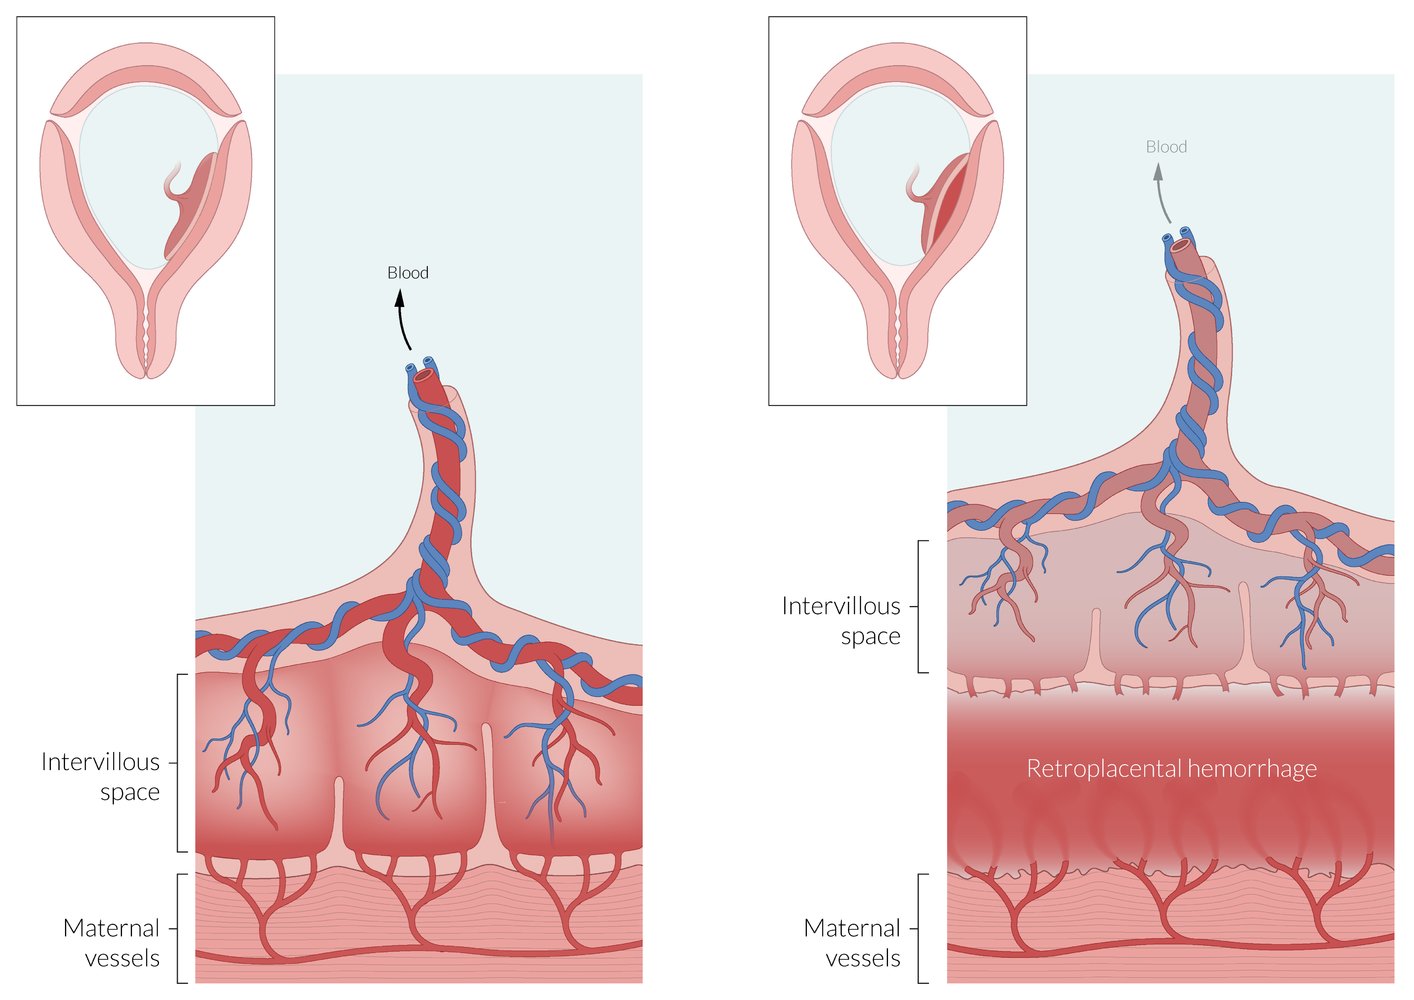 Blood
Intervillous
space
Maternal
vessels
Blood
Intervillous
space
Retroplacental hemorrhage
Maternal
vessels